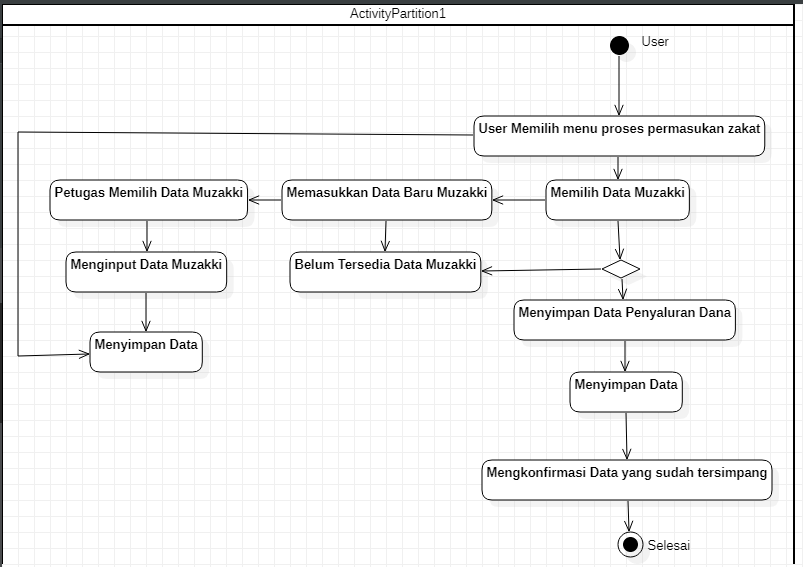 ActivityPartition1
User
User Memilih menu proses permasukan zakat
Petugas Memilih Data Muzakki
Memasukkan Data Baru Muzakki
Memilih Data Muzakki
Menginput Data Muzakki
Belum Tersedia Data Muzakki
Menyimpan Data Penyaluran Dana
Menyimpan Data
Menyimpan Data
Mengkonfirmasi Data yang sudah tersimpang
Selesai